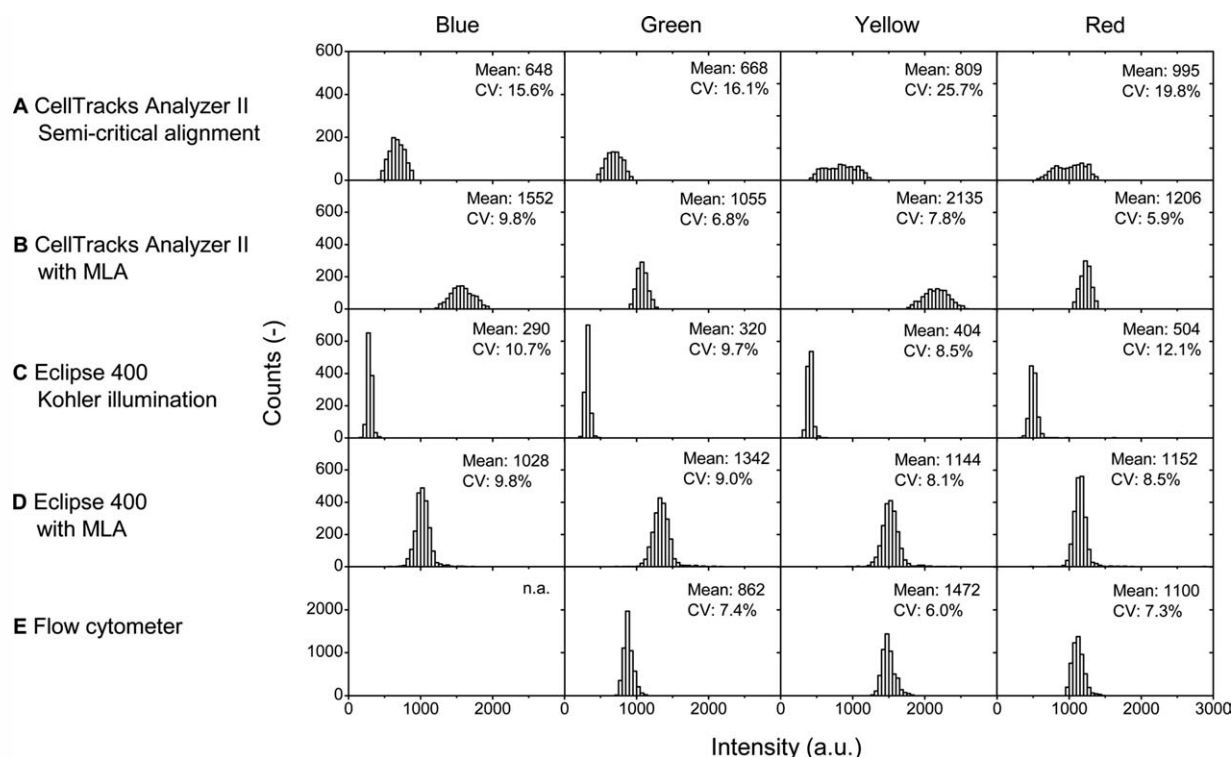 Blue Green Yellow Red
A CellTracks Analyzer II
Semi-critical alignment
600
400
200
0
Mean: 648
CV: 15.6%
Mean: 668
CV: 16.1%
Mean: 809
CV: 25.7%
Mean: 995
CV: 19.8%
B CellTracks Analyzer II
with MLA
600
400
200
0
Mean: 1552
CV: 9.8%
Mean: 1055
CV: 6.8%
Mean: 2135
CV: 7.8%
Mean: 1206
CV: 5.9%
Counts (-)
C Eclipse 400
Kohler illumination
600
400
200
0
Mean: 290
CV: 10.7%
Mean: 320
CV: 9.7%
Mean: 404
CV: 8.5%
Mean: 504
CV: 12.1%
D Eclipse 400
with MLA
600
400
200
0
Mean: 1028
CV: 9.8%
Mean: 1342
CV: 9.0%
Mean: 1144
CV: 8.1%
Mean: 1152
CV: 8.5%
E Flow cytometer
2000
1000
0
n.a.
Mean: 862
CV: 7.4%
Mean: 1472
CV: 6.0%
Mean: 1100
CV: 7.3%
0 1000 2000 0 1000 2000 0 1000 2000 0 1000 2000 3000
Intensity (a.u.)